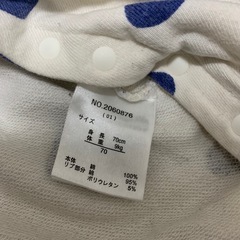 NO.2060876
(01)
サイズ
身 長 70cm
体 重 9kg
70
本体 綿 100%
リブ部分 綿 95%
ポリウレタン 5%